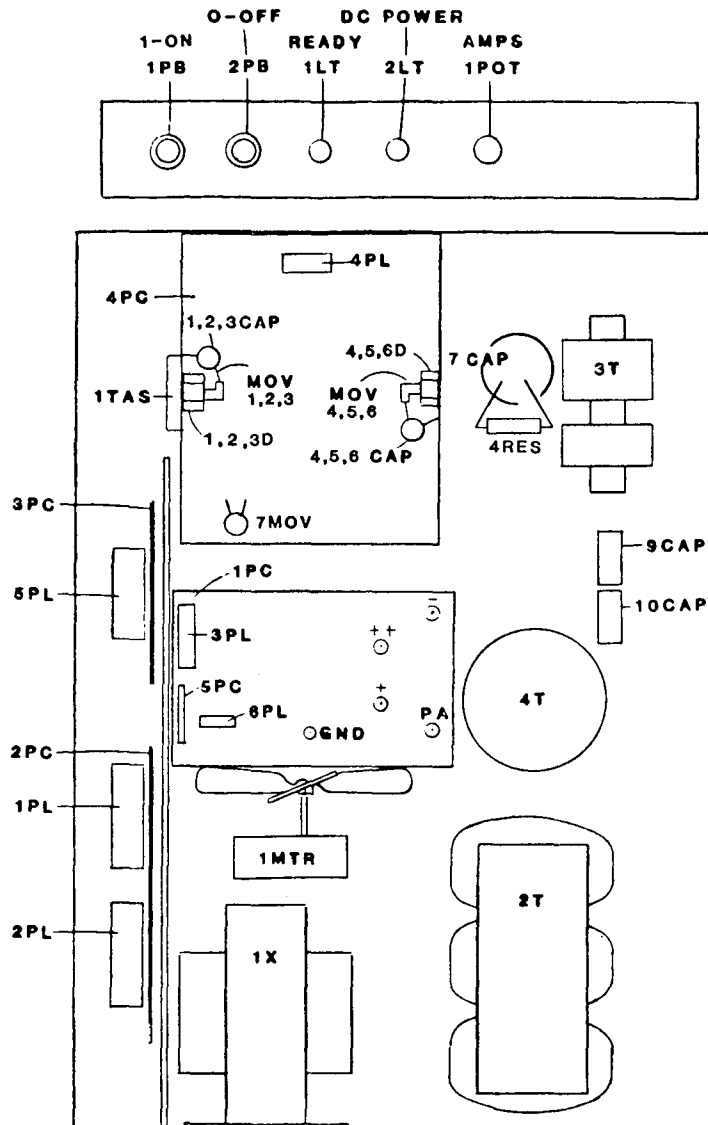 O-OFF
DC POWER
1-ON
READY
AMPS
1PB
2PB
1LT
2LT
1POT
4PL
4PC
1,2,3CAP
4,5,6D
7 CAP
3T
1TAS
MOV
1,2,3
MOV
4,5,6
1,2,3D
4,5,6 CAP
4RES
3PC
7MOV
9CAP
1PC
5PL
10CAP
3PL
-
++
5PC
+
4T
6PL
PA
GND
2PC
1PL
1MTR
2T
2PL
1X